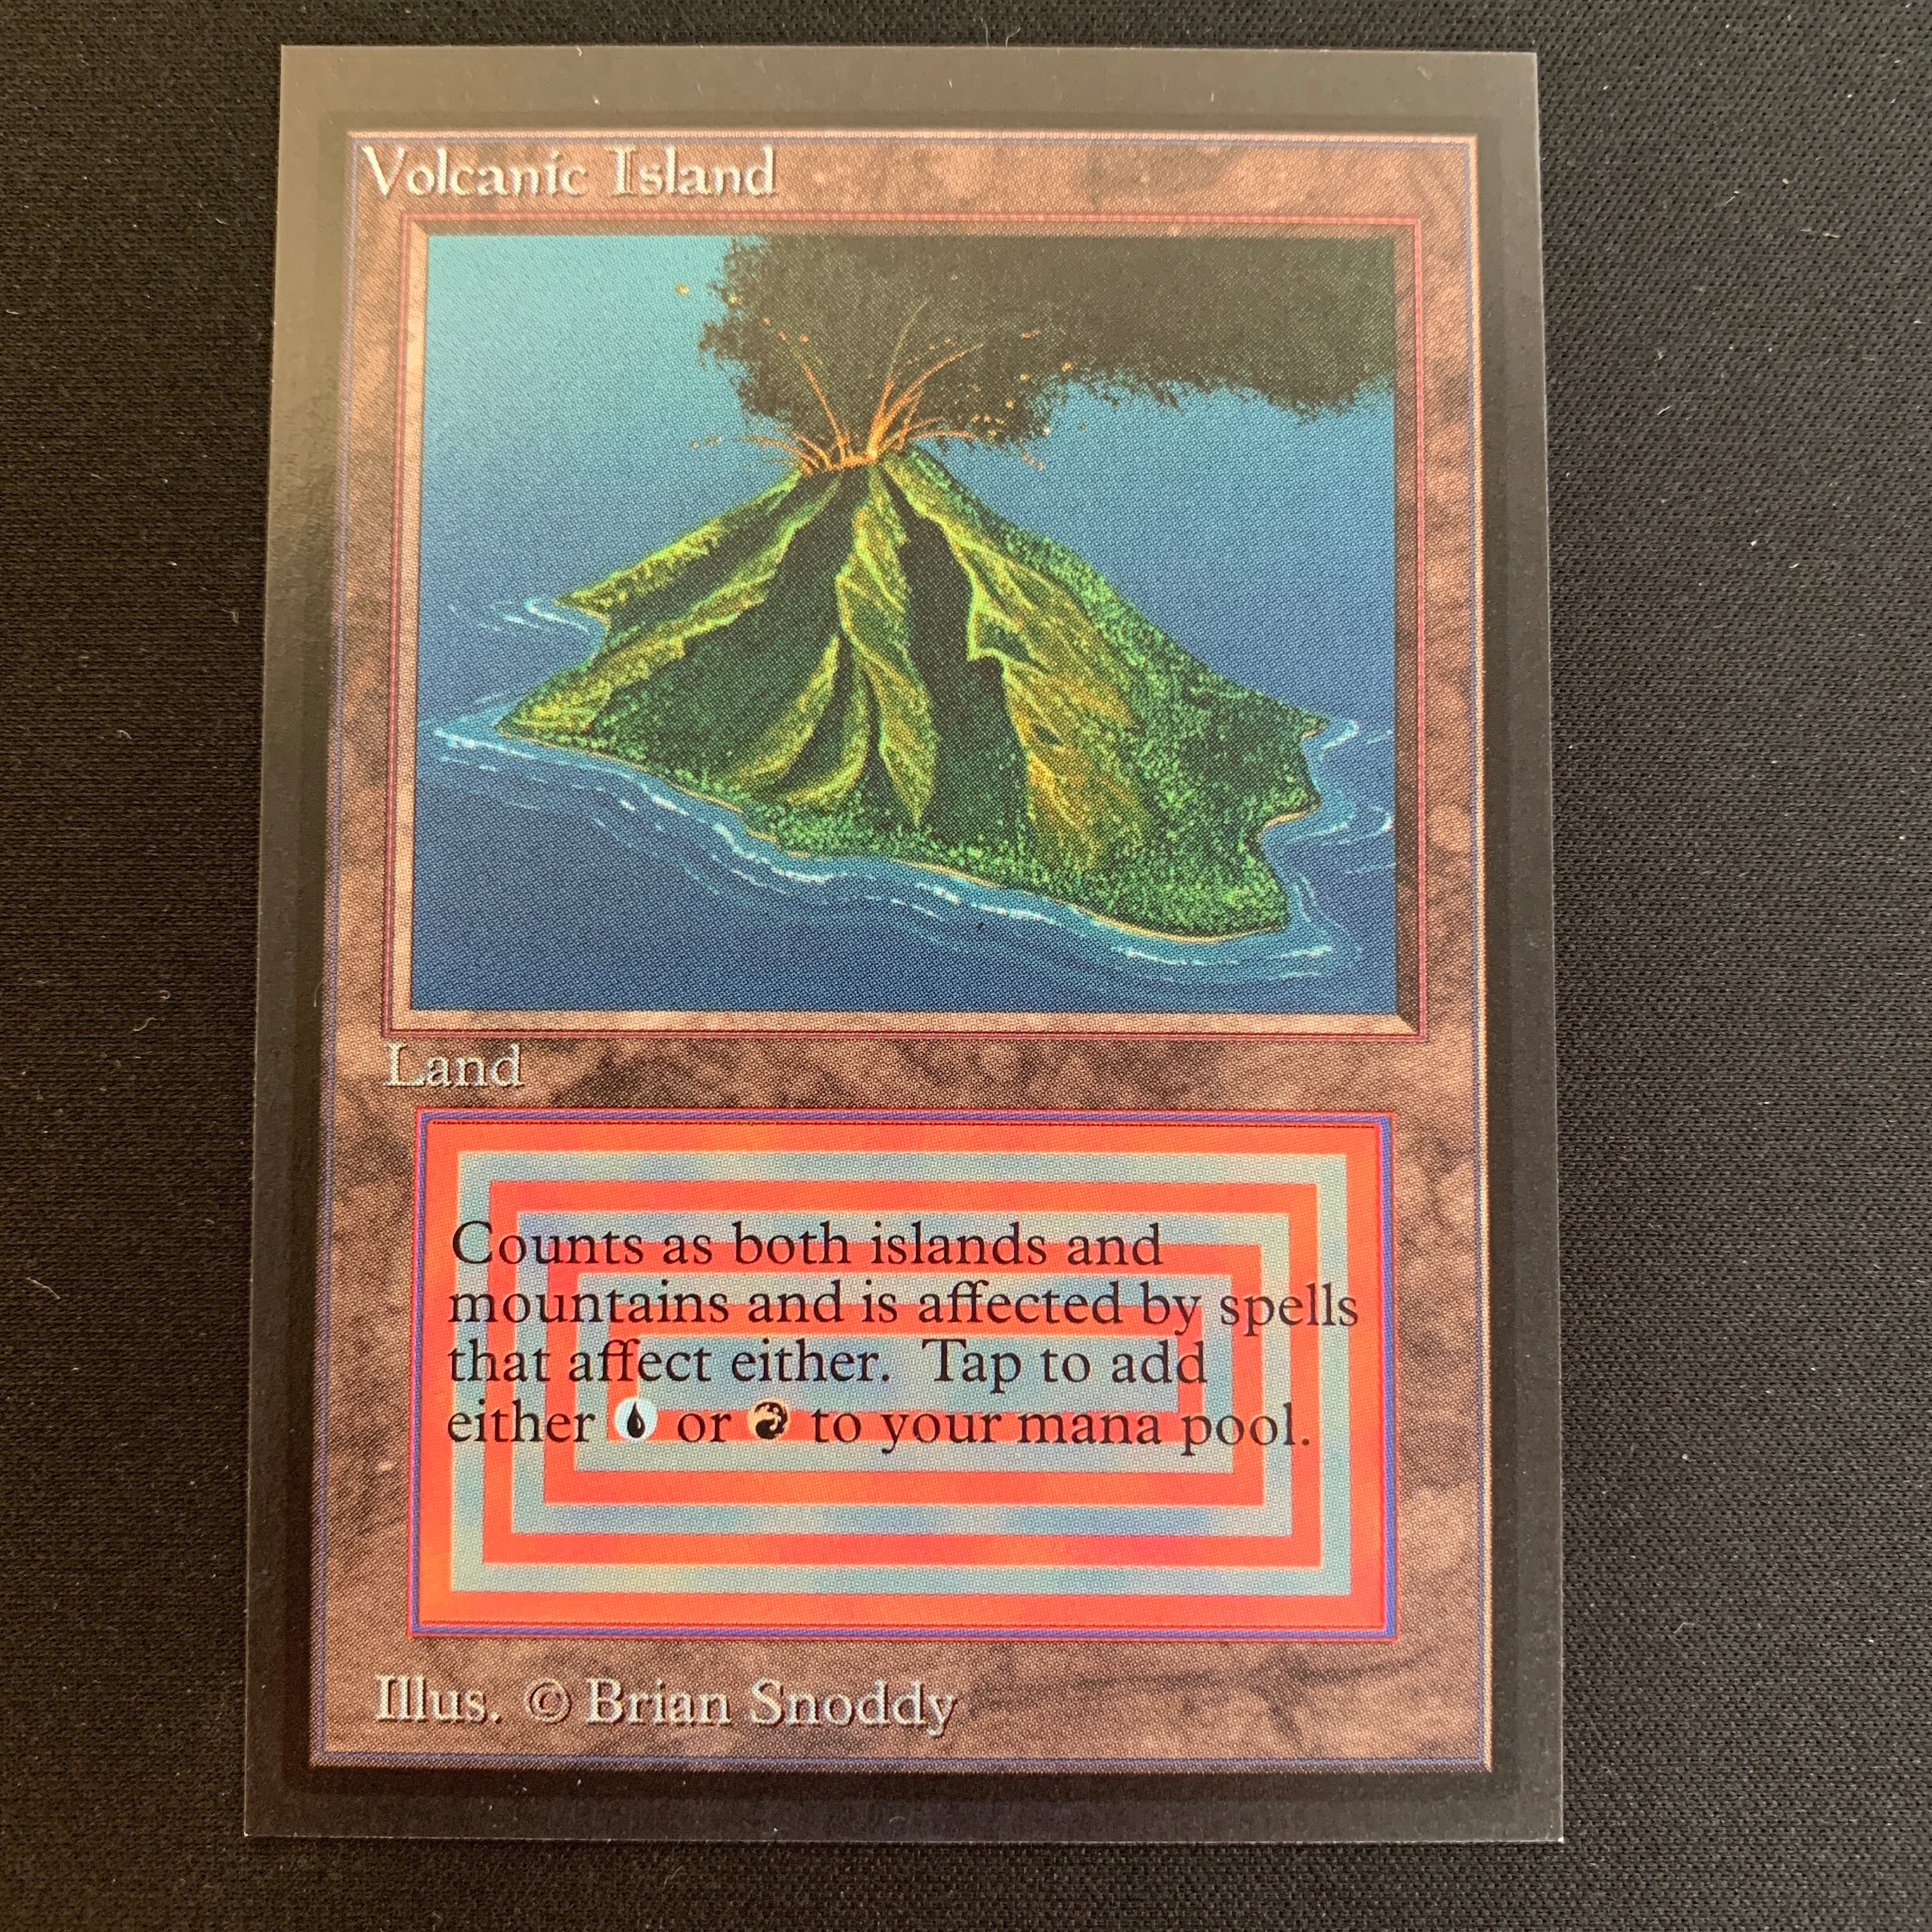 Volcanic Island
Land
Counts as both islands and
mountains and is affected by spells
that affect either. Tap to add
either or to your mana pool.
Illus. © Brian Snoddy